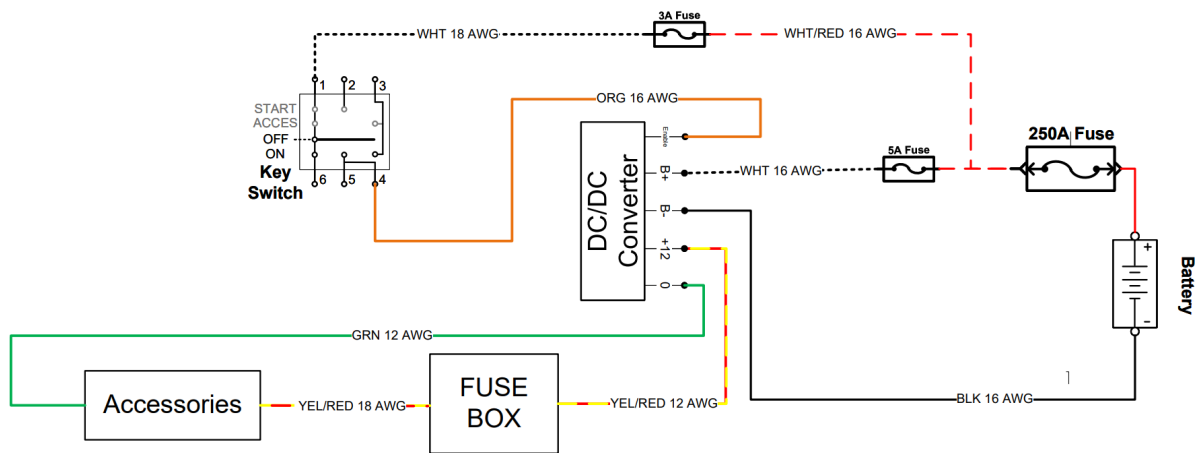 3A Fuse
WHT 18 AWG
WHT/RED 16 AWG
1 2 3
START
ACCES
OFF
ON
6 5 4
Key
Switch
ORG 16 AWG
DC/DC
Converter
Enable
B+
B-
+12
0
WHT 16 AWG
5A Fuse
250A Fuse
+
-
Battery
GRN 12 AWG
BLK 16 AWG
Accessories
YEL/RED 18 AWG
FUSE
BOX
YEL/RED 12 AWG